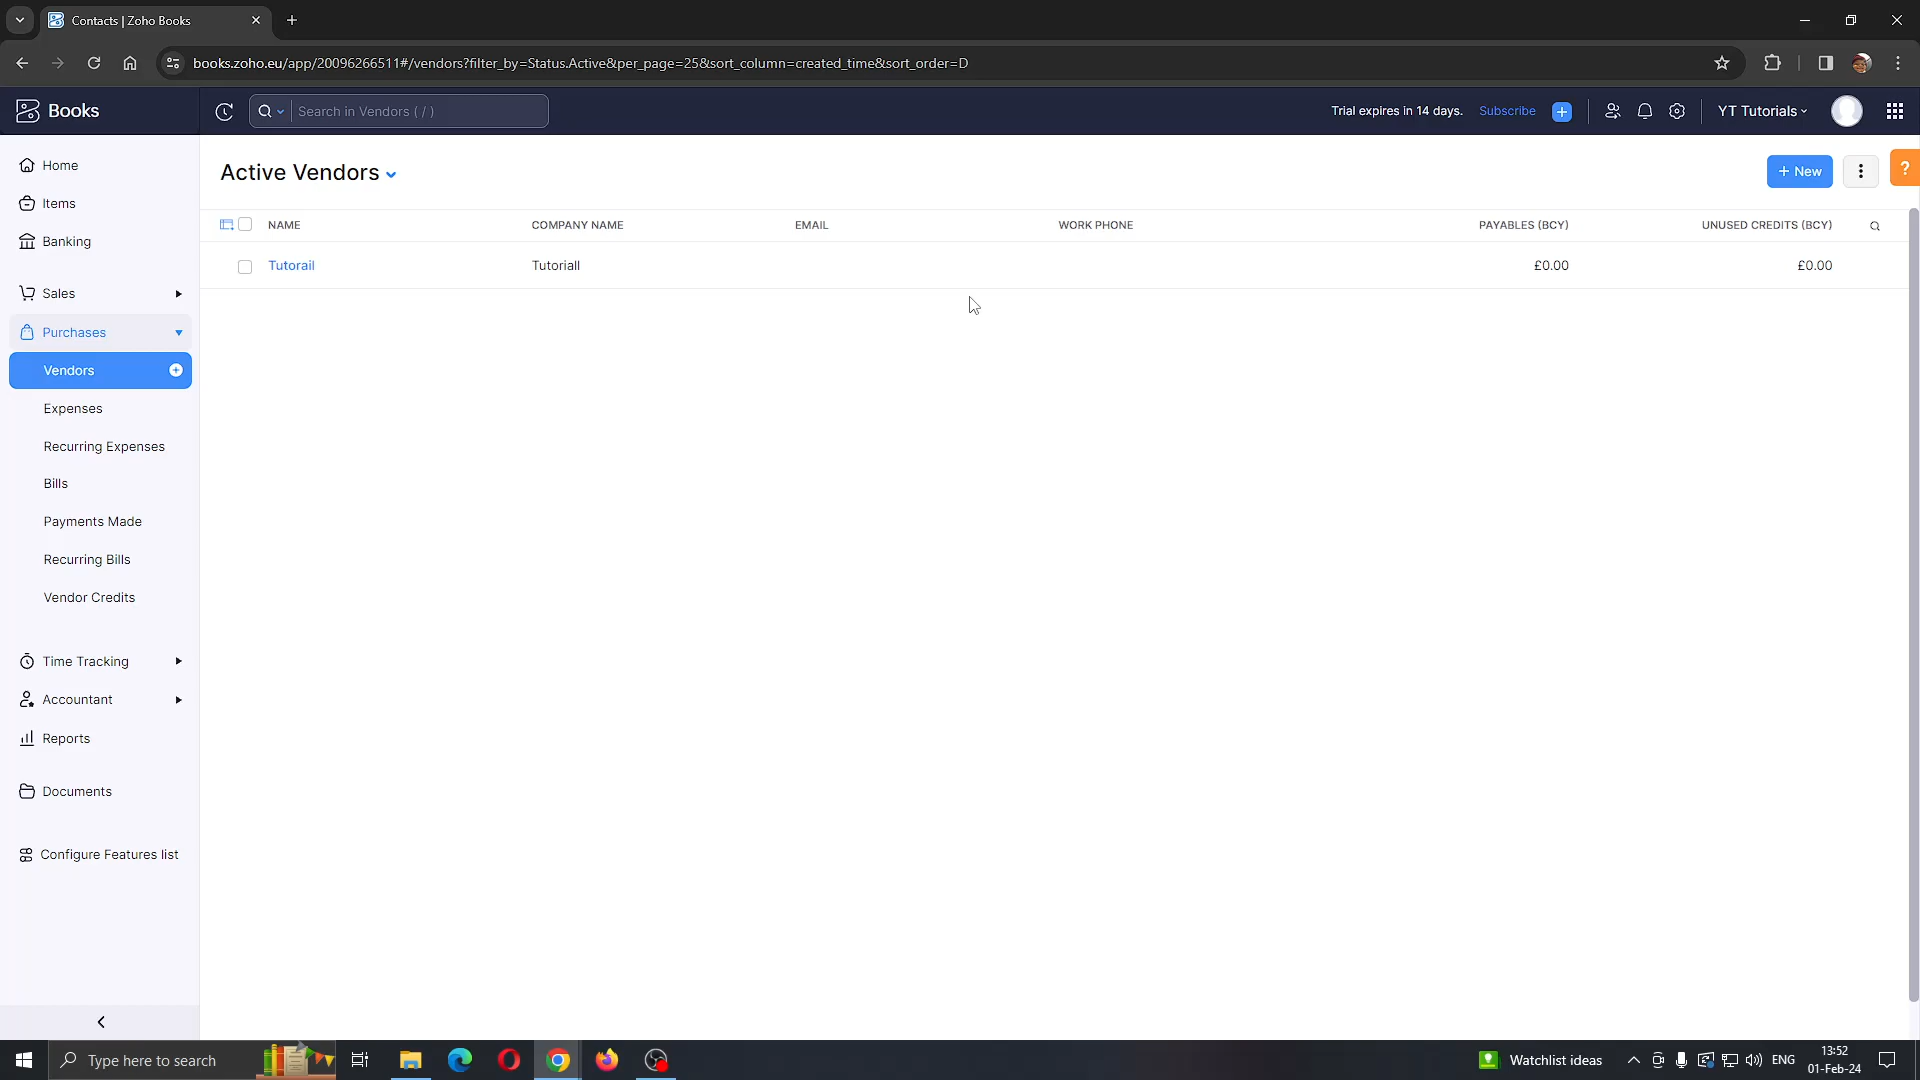 Contacts | Zoho Books
books.zoho.eu/app/20096266511#/vendors?filter_by=Status.Active&per_page=25&sort_column=created_time&sort_order=D
Books
Search in Vendors ( / )
Trial expires in 14 days.
Subscribe
YT Tutorials
Home
Items
Banking
Sales
Purchases
Vendors
Expenses
Recurring Expenses
Bills
Payments Made
Recurring Bills
Vendor Credits
Time Tracking
Accountant
Reports
Documents
Configure Features list
Active Vendors
+ New
?
NAME COMPANY NAME EMAIL WORK PHONE PAYABLES (BCY) UNUSED CREDITS (BCY)
Tutorail Tutoriall £0.00 £0.00
Type here to search
Watchlist ideas
ENG
13:52
01-Feb-24